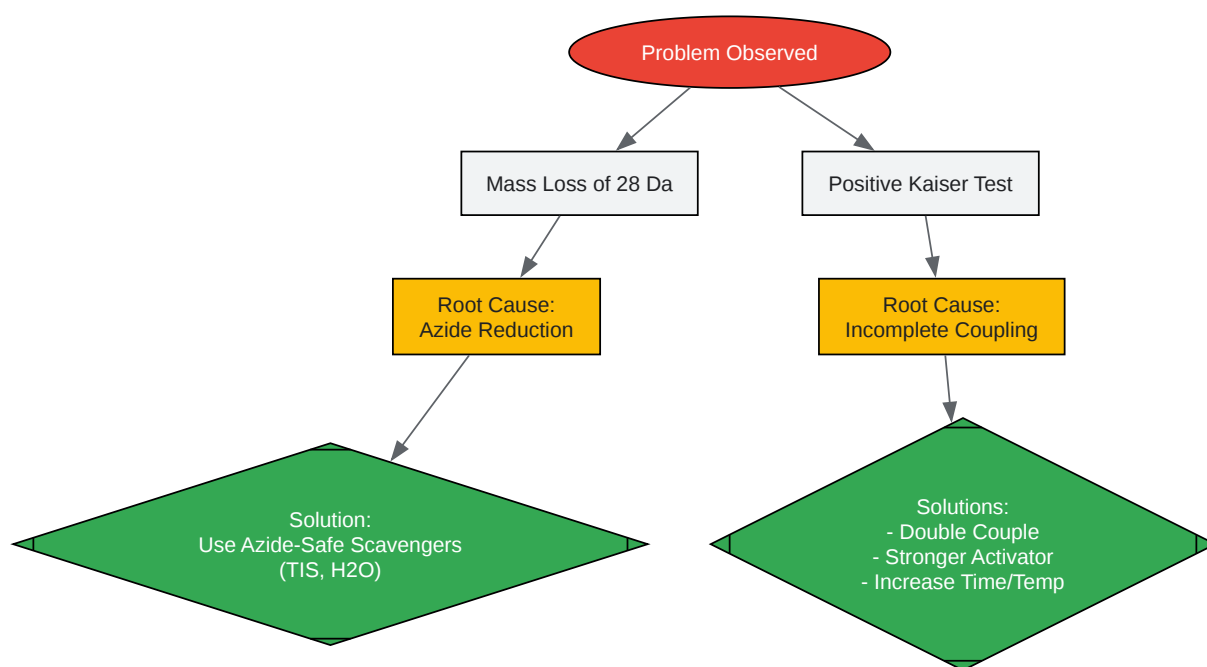 Problem Observed
Mass Loss of 28 Da
Positive Kaiser Test
Root Cause:
Azide Reduction
Root Cause:
Incomplete Coupling
Solution:
Use Azide-Safe Scavengers
(TIS, H2O)
Solutions:
- Double Couple
- Stronger Activator
- Increase Time/Temp